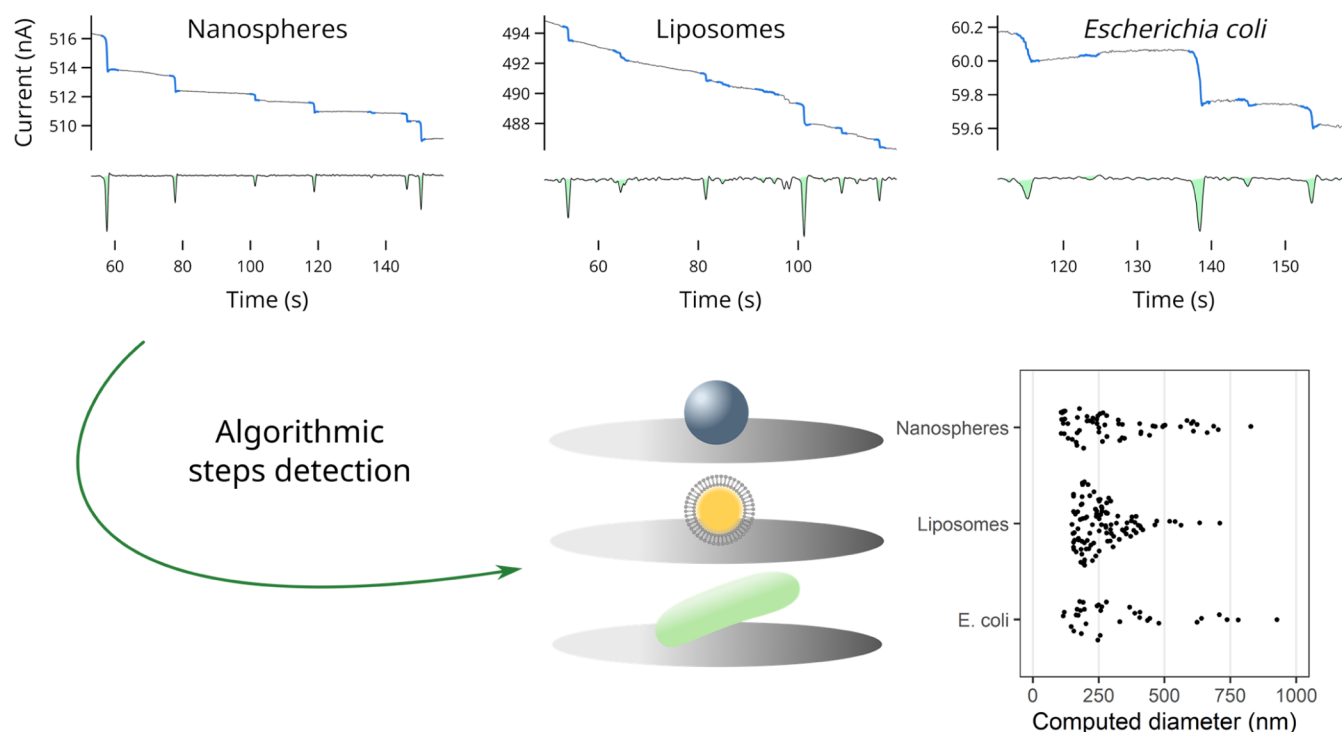 Nanospheres
Current (nA)
516
514
512
510
60 80 100 120 140
Time (s)
Liposomes
494
492
490
488
60 80 100
Time (s)
Escherichia coli
60.2
60.0
59.8
59.6
120 130 140 150
Time (s)
Algorithmic
steps detection
Nanospheres
Liposomes
E. coli
0 250 500 750 1000
Computed diameter (nm)